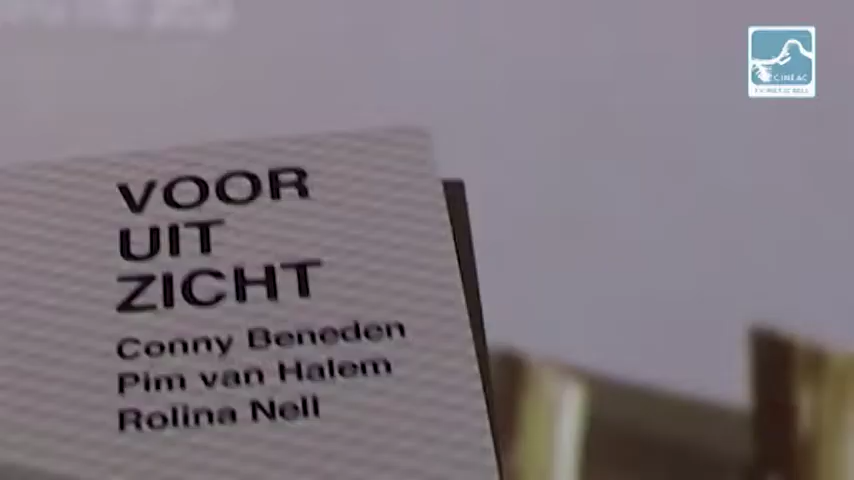 VOOR
UIT
ZICHT
Conny Beneden
Pim van Halem
Rolina Nell
CINEAC